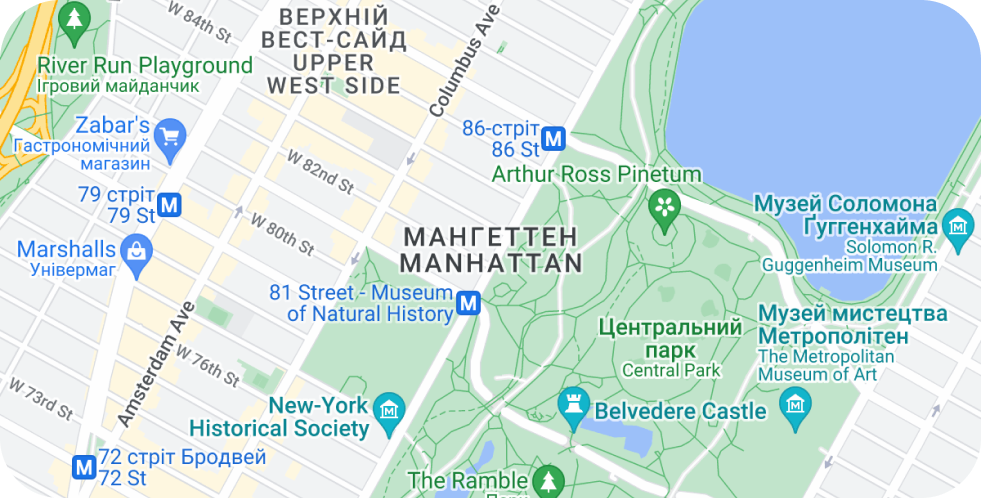 W 84th St
ВЕРХНІЙ
ВЕСТ-САЙД
UPPER
WEST SIDE
Columbus Ave
River Run Playground
Ігровий майданчик
Zabar's
Гастрономічний
магазин
86-стріт
86 St
W 82nd St
Arthur Ross Pinetum
79 стріт
79 St
W 80th St
Музей Соломона
Ґуґґенхайма
Solomon R.
Guggenheim Museum
МАНГЕТТЕН
MANHATTAN
Marshalls
Універмаг
81 Street - Museum
of Natural History
Amsterdam Ave
Центральний
парк
Central Park
Музей мистецтва
Метрополітен
The Metropolitan
Museum of Art
W 76th St
W 73rd St
New-York
Historical Society
Belvedere Castle
72 стріт Бродвей
72 St
The Ramble
Парк